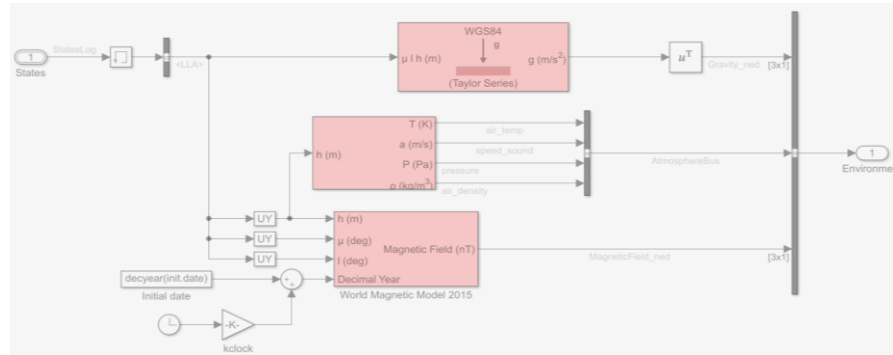 WGS84
g
StatesLog
1
States
<LLA>
μ l h (m)
g (m/s²)
(Taylor Series)
uᵀ
Gravity_ned
[3x1]
h (m)
T (K)
a (m/s)
P (Pa)
ρ (kg/m³)
air_temp
speed_sound
pressure
air_density
AtmosphereBus
1
Environme
UY
UY
UY
h (m)
μ (deg)
l (deg)
Decimal Year
Magnetic Field (nT)
MagneticField_ned
[3x1]
World Magnetic Model 2015
decyear(init.date)
Initial date
+
+
-K-
kclock